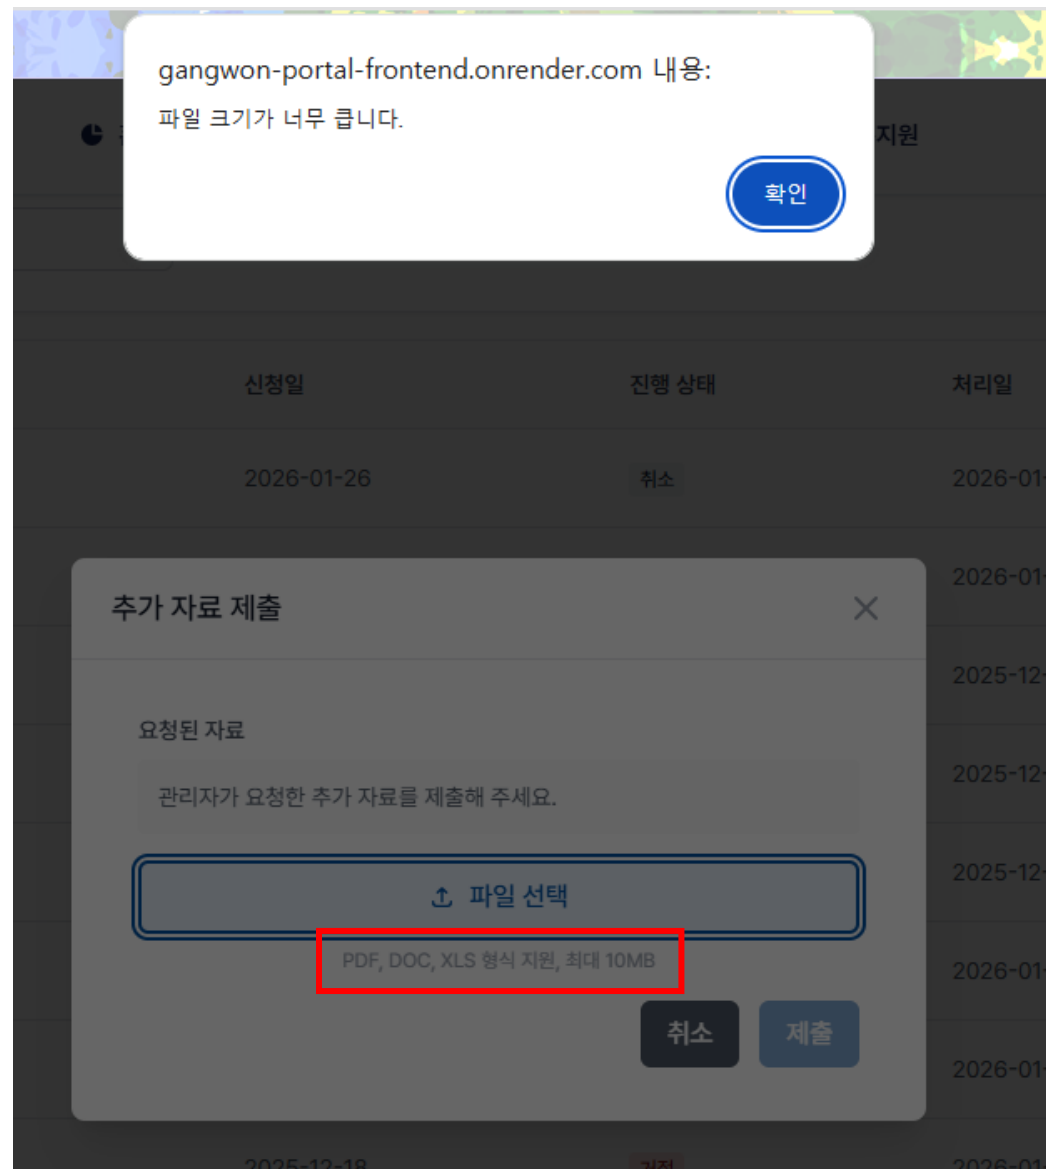 gangwon-portal-frontend.onrender.com 내용:
파일 크기가 너무 큽니다.
확인
지원
신청일 진행 상태 처리일
2026-01-26 취소 2026-01-
2026-01-
추가 자료 제출
2025-12-
요청된 자료
2025-12-
관리자가 요청한 추가 자료를 제출해 주세요.
2025-12-
파일 선택
PDF, DOC, XLS 형식 지원, 최대 10MB
2026-01-
취소 제출
2026-01-
2025-12-18 2026-01-